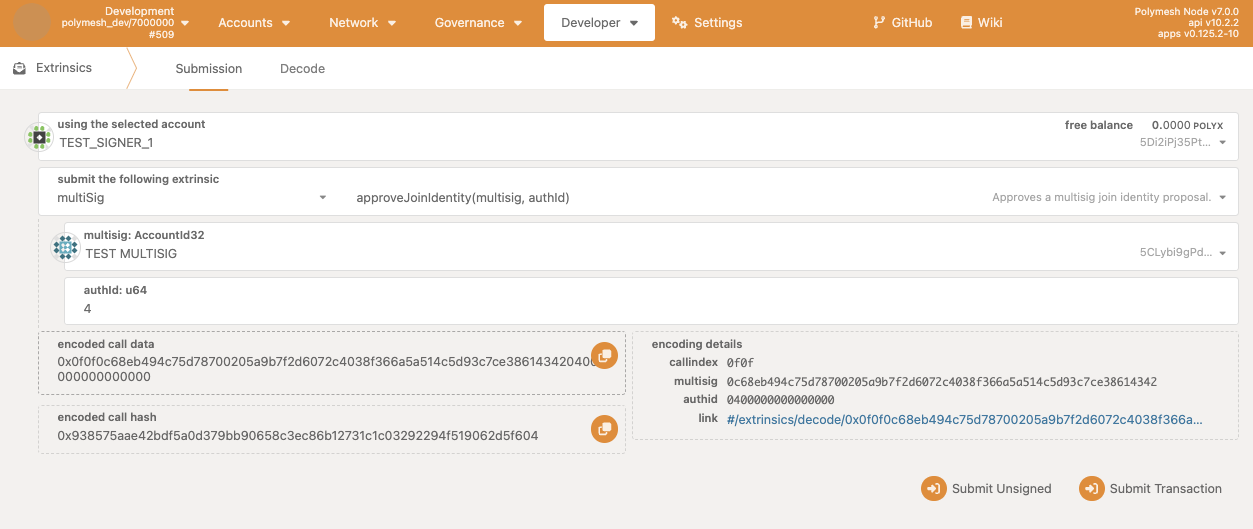 Development
polymesh_dev/7000000
#509
Accounts
Network
Governance
Developer
Settings
GitHub
Wiki
Polymesh Node v7.0.0
api v10.2.2
apps v0.125.2-10
Extrinsics
Submission
Decode
using the selected account
TEST_SIGNER_1
free balance 0.0000 POLYX
5Di2iPj35Pt...
submit the following extrinsic
multiSig
approveJoinIdentity(multisig, authId)
Approves a multisig join identity proposal.
multisig: AccountId32
TEST MULTISIG
5CLybi9gPd...
authId: u64
4
encoded call data
0x0f0f0c68eb494c75d78700205a9b7f2d6072c4038f366a5a514c5d93c7ce386143420400
000000000000
encoded call hash
0x938575aae42bdf5a0d379bb90658c3ec86b12731c1c03292294f519062d5f604
encoding details
callindex 0f0f
multisig 0c68eb494c75d78700205a9b7f2d6072c4038f366a5a514c5d93c7ce38614342
authid 0400000000000000
link #/extrinsics/decode/0x0f0f0c68eb494c75d78700205a9b7f2d6072c4038f366a...
Submit Unsigned
Submit Transaction